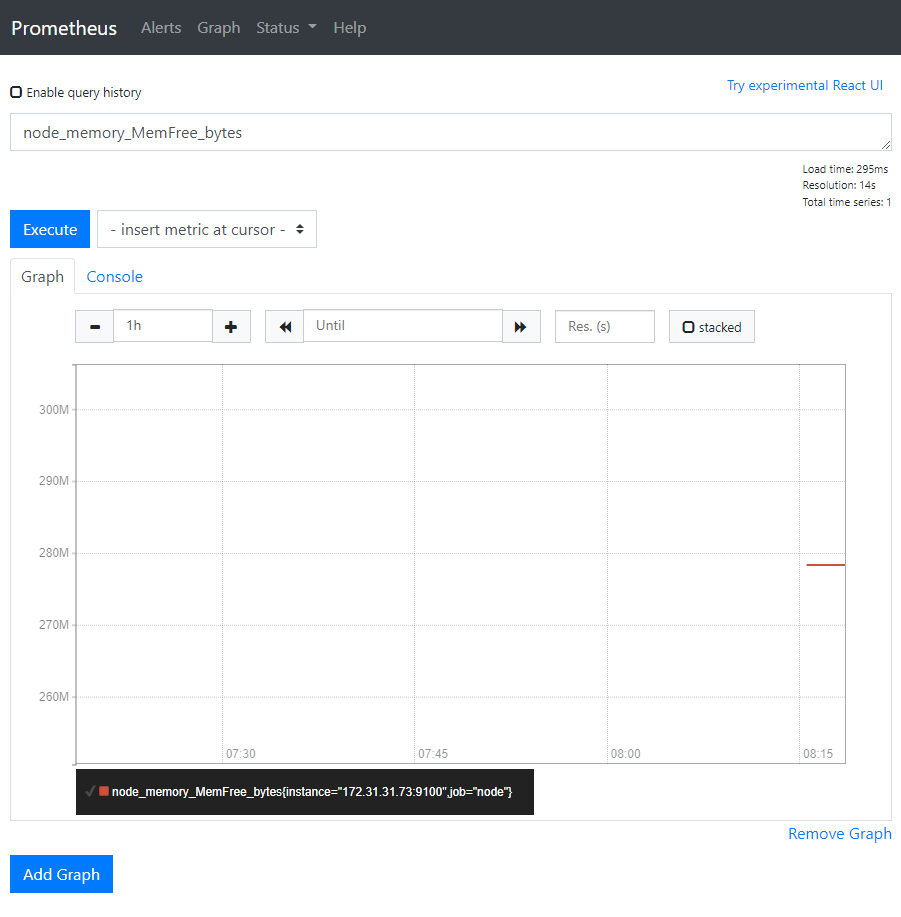 Prometheus Alerts Graph Status Help
Enable query history
Try experimental React UI
node_memory_MemFree_bytes
Load time: 295ms
Resolution: 14s
Total time series: 1
Execute
- insert metric at cursor -
Graph Console
1h Until Res. (s) stacked
300M
290M
280M
270M
260M
07:30 07:45 08:00 08:15
node_memory_MemFree_bytes{instance="172.31.31.73:9100",job="node"}
Remove Graph
Add Graph